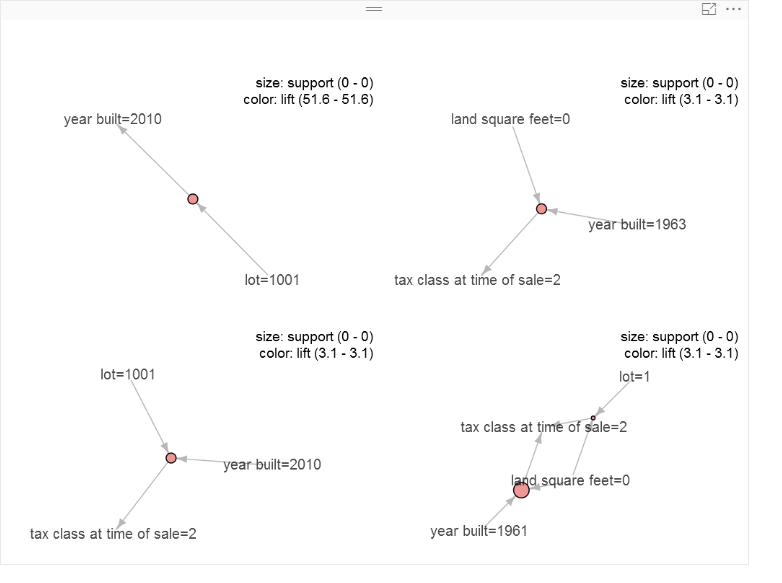 size: support (0 - 0)
color: lift (51.6 - 51.6)
year built=2010
lot=1001
size: support (0 - 0)
color: lift (3.1 - 3.1)
land square feet=0
year built=1963
tax class at time of sale=2
size: support (0 - 0)
color: lift (3.1 - 3.1)
lot=1001
year built=2010
tax class at time of sale=2
size: support (0 - 0)
color: lift (3.1 - 3.1)
lot=1
tax class at time of sale=2
land square feet=0
year built=1961